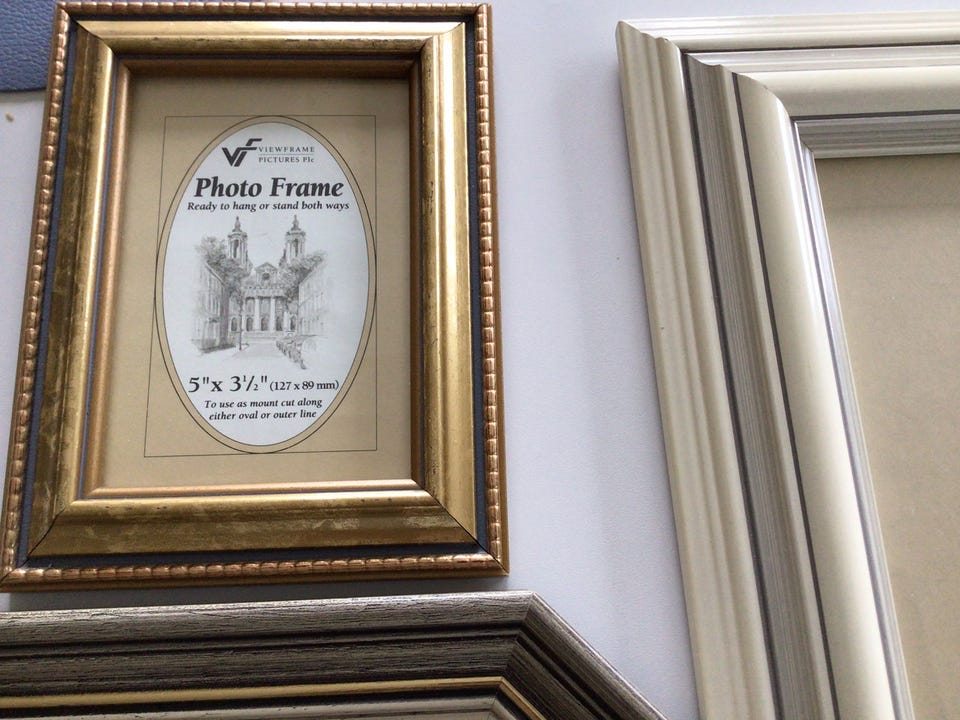 VF VIEWFRAME
PICTURES Plc
Photo Frame
Ready to hang or stand both ways
5" x 3½" (127 x 89 mm)
To use as mount cut along
either oval or outer line